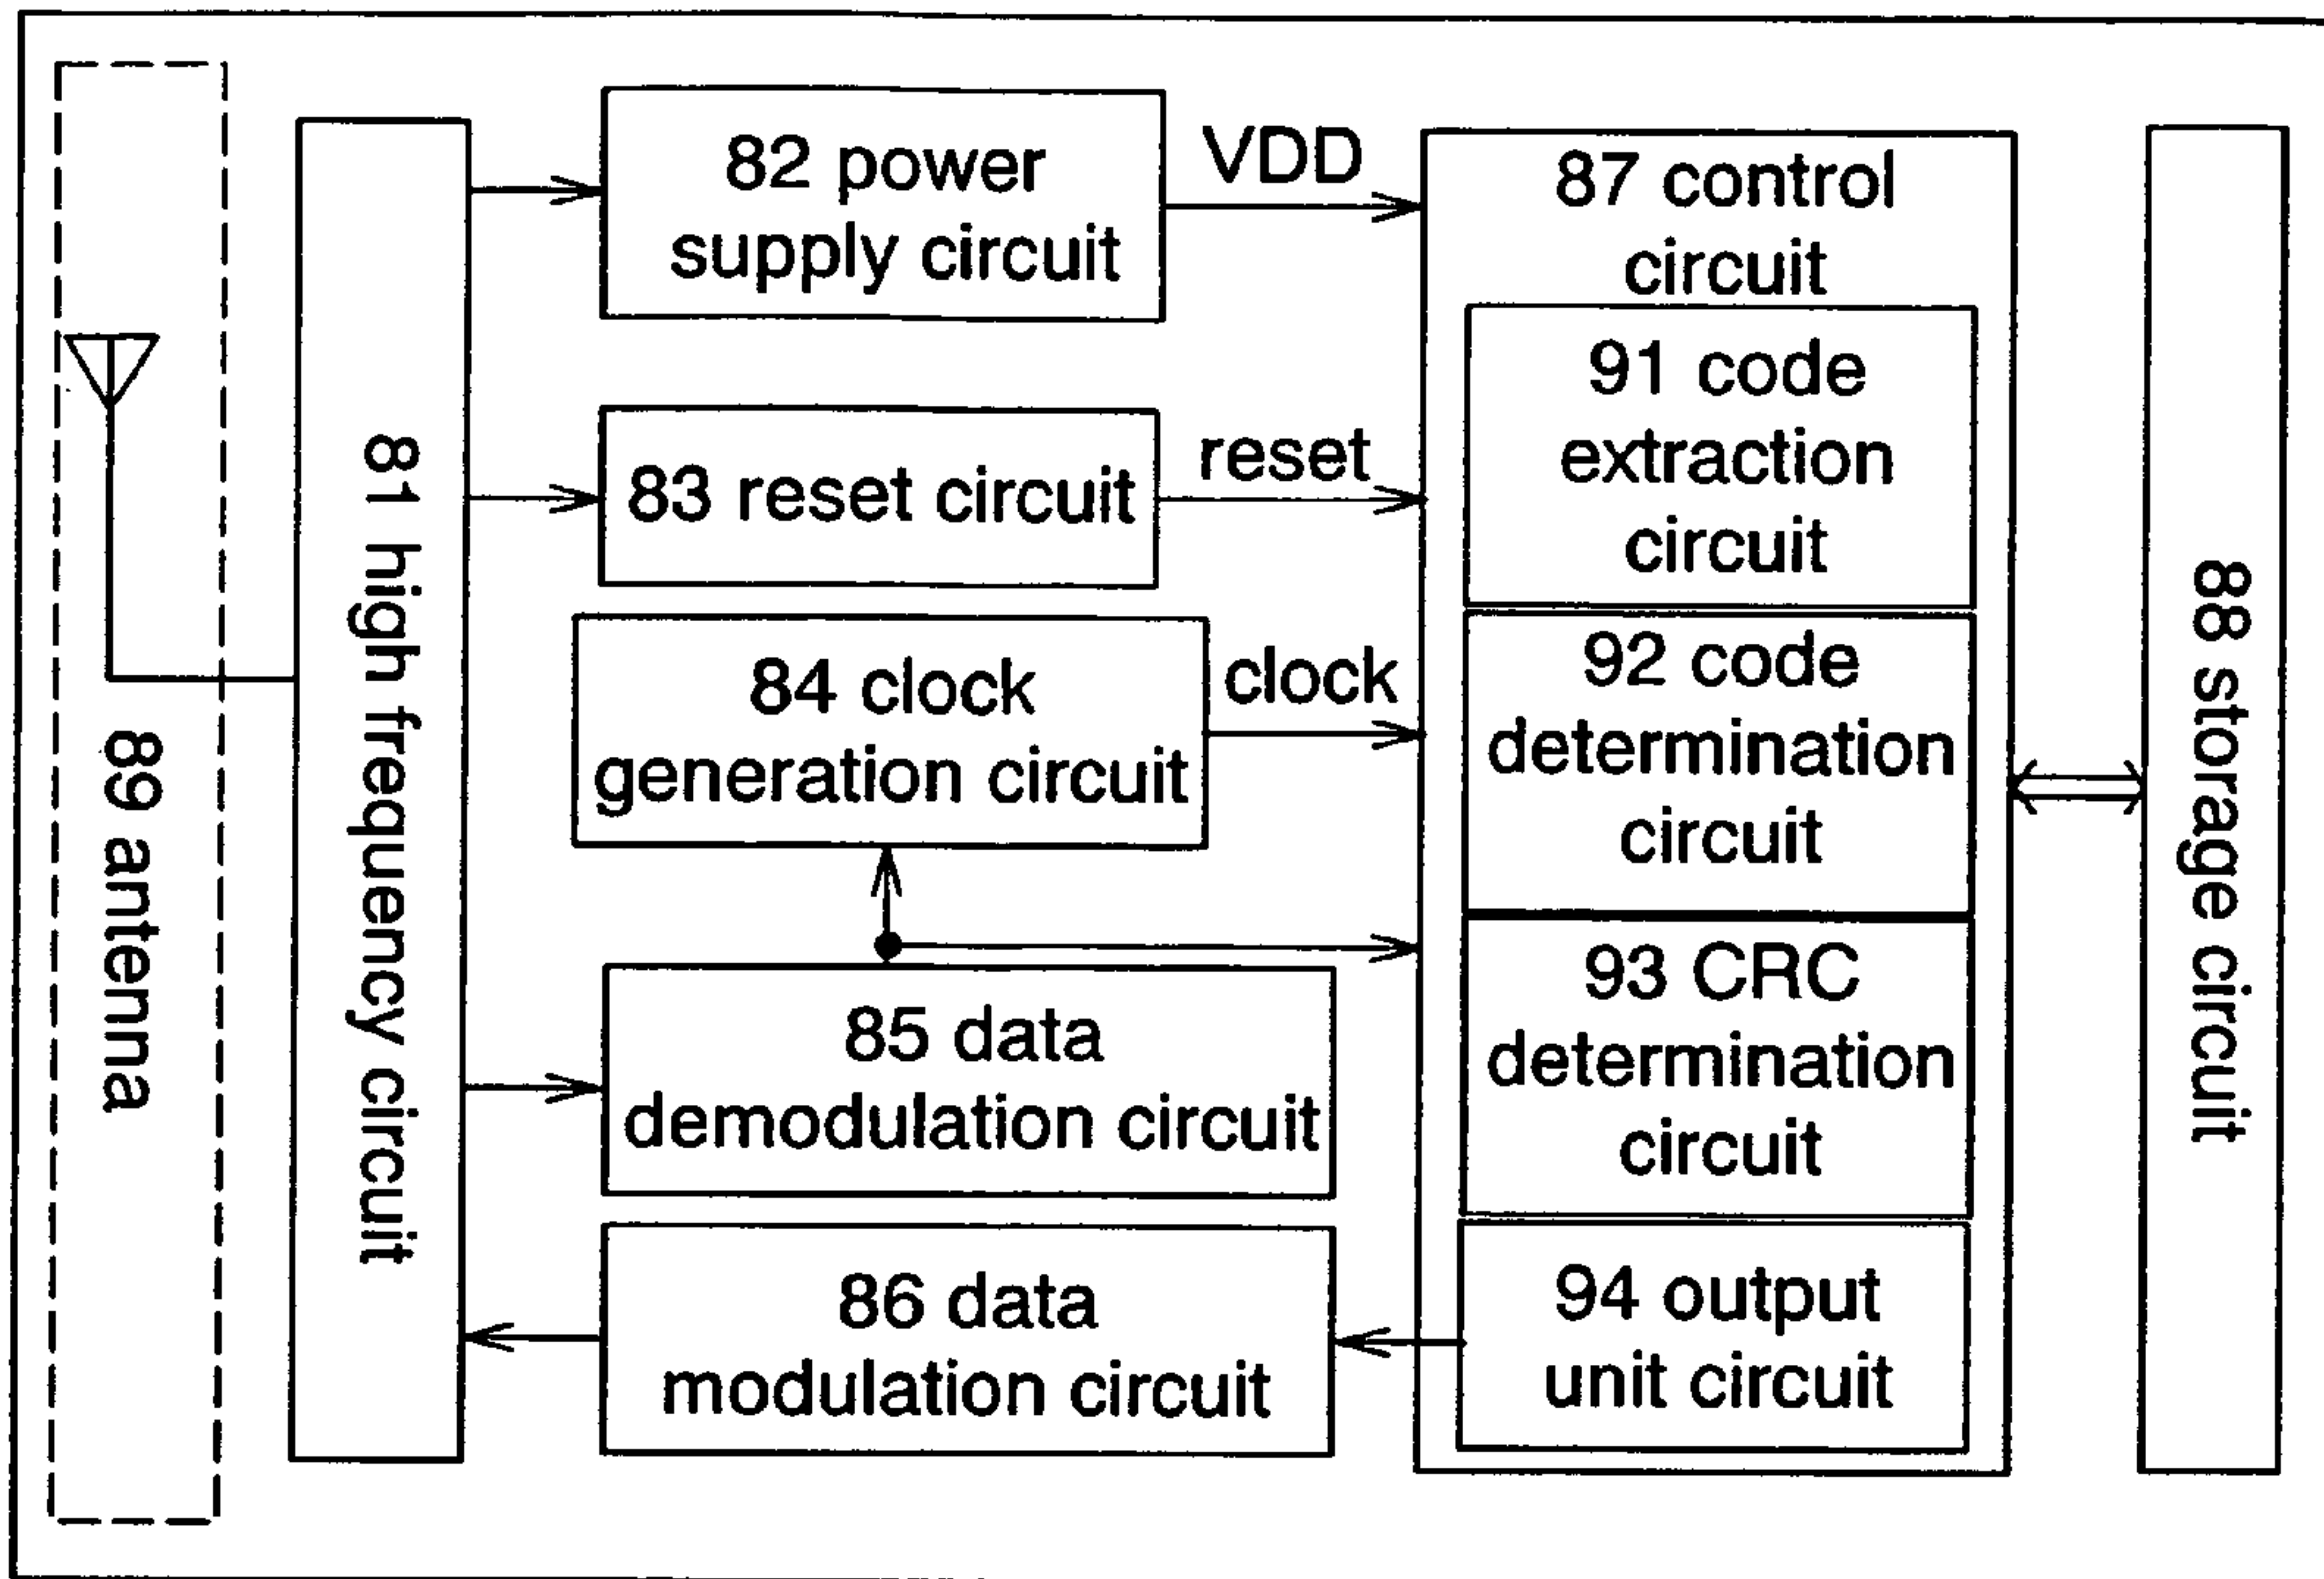 89 antenna
81 high frequency circuit
82 power
supply circuit
VDD
83 reset circuit
reset
84 clock
generation circuit
clock
85 data
demodulation circuit
86 data
modulation circuit
87 control
circuit
91 code
extraction
circuit
92 code
determination
circuit
93 CRC
determination
circuit
94 output
unit circuit
88 storage circuit